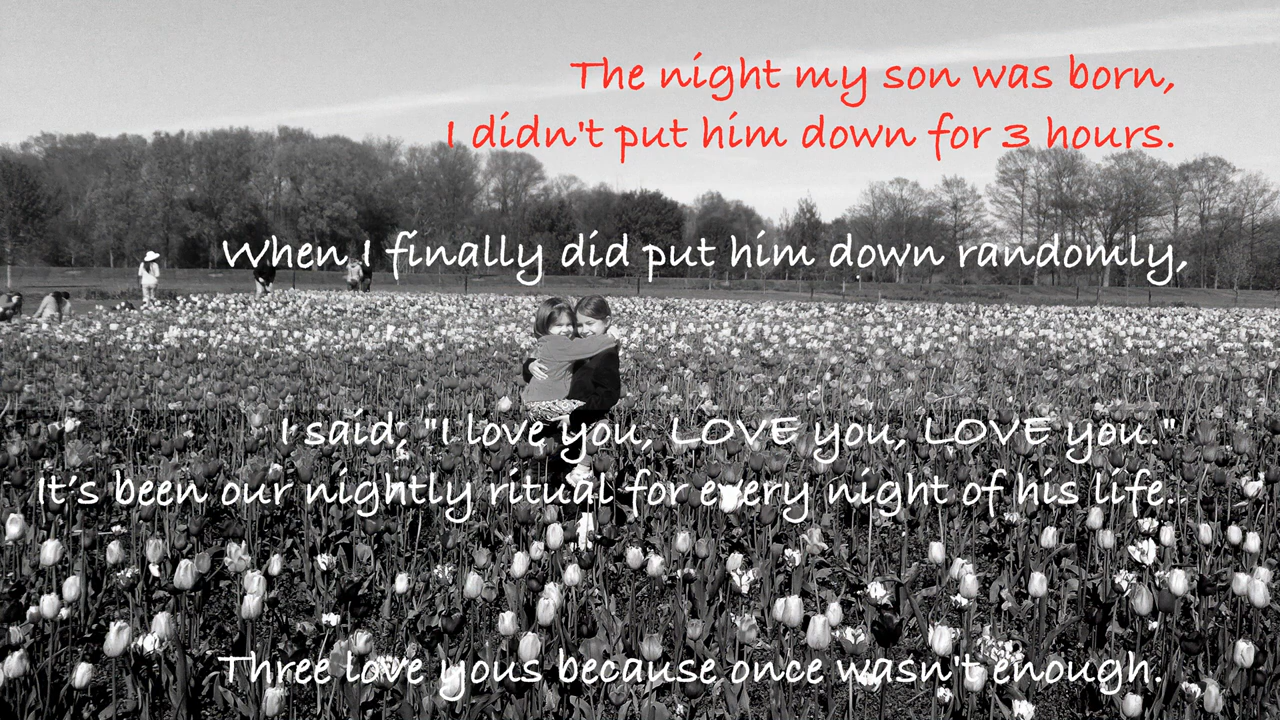 The night my son was born,
I didn't put him down for 3 hours.
When I finally did put him down randomly,
I said, "I love you, LOVE you, LOVE you."
It's been our nightly ritual for every night of his life.
Three love yous because once wasn't enough.